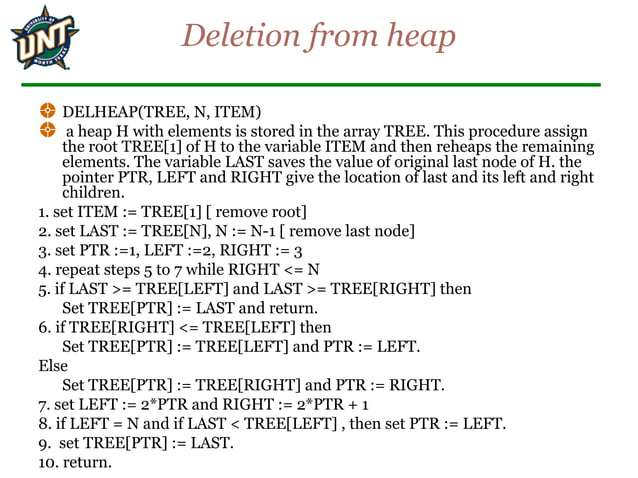 UNIVERSITY OF
UNT
NORTH TEXAS
Deletion from heap
DELHEAP(TREE, N, ITEM)
a heap H with elements is stored in the array TREE. This procedure assign
the root TREE[1] of H to the variable ITEM and then reheaps the remaining
elements. The variable LAST saves the value of original last node of H. the
pointer PTR, LEFT and RIGHT give the location of last and its left and right
children.
1. set ITEM := TREE[1] [ remove root]
2. set LAST := TREE[N], N := N-1 [ remove last node]
3. set PTR :=1, LEFT :=2, RIGHT := 3
4. repeat steps 5 to 7 while RIGHT <= N
5. if LAST >= TREE[LEFT] and LAST >= TREE[RIGHT] then
Set TREE[PTR] := LAST and return.
6. if TREE[RIGHT] <= TREE[LEFT] then
Set TREE[PTR] := TREE[LEFT] and PTR := LEFT.
Else
Set TREE[PTR] := TREE[RIGHT] and PTR := RIGHT.
7. set LEFT := 2*PTR and RIGHT := 2*PTR + 1
8. if LEFT = N and if LAST < TREE[LEFT] , then set PTR := LEFT.
9. set TREE[PTR] := LAST.
10. return.